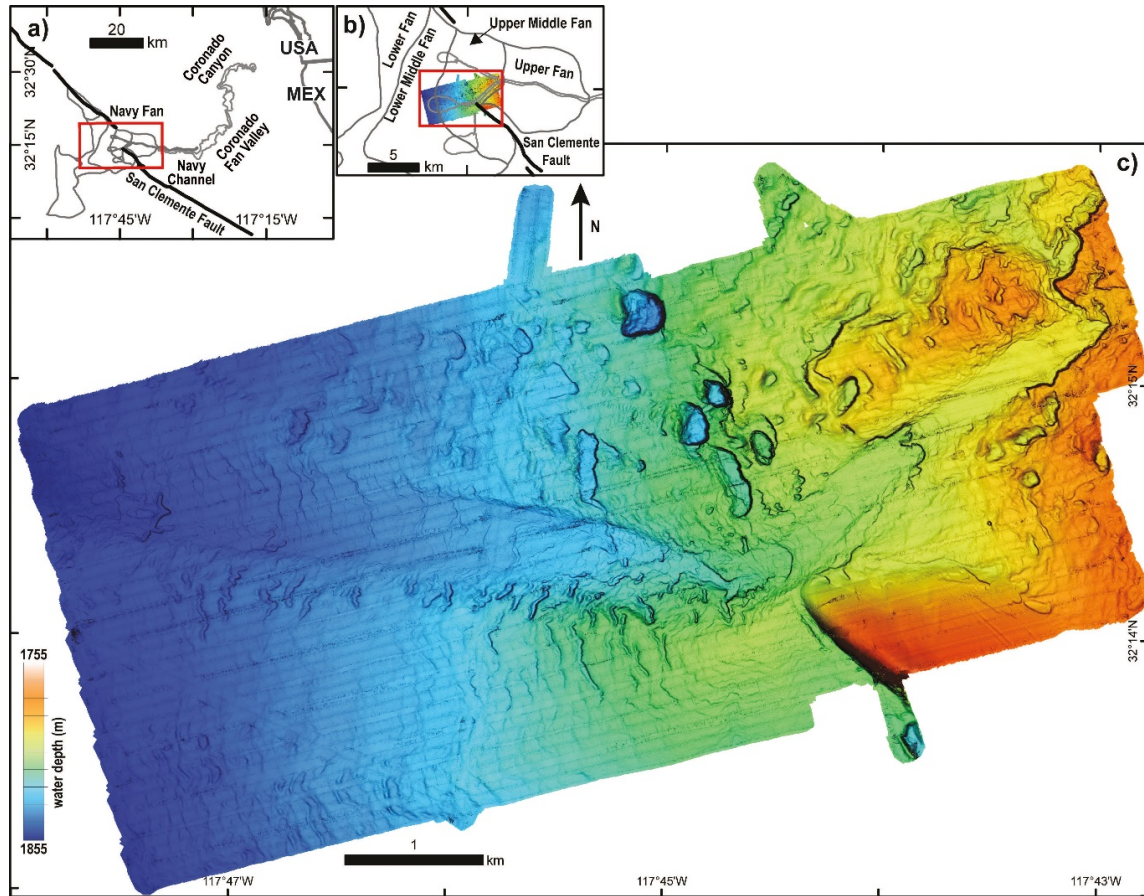 a)
20
km
USA
MEX
Coronado
Canyon
Navy Fan
Coronado
Fan Valley
Navy
Channel
San Clemente Fault
32°30'N
32°15'N
117°45'W
117°15'W
b)
Upper Middle Fan
Lower Fan
Lower Middle Fan
Upper Fan
San Clemente
Fault
5
km
N
c)
32°15'N
32°14'N
1755
water depth (m)
1855
1
km
117°47'W
117°45'W
117°43'W